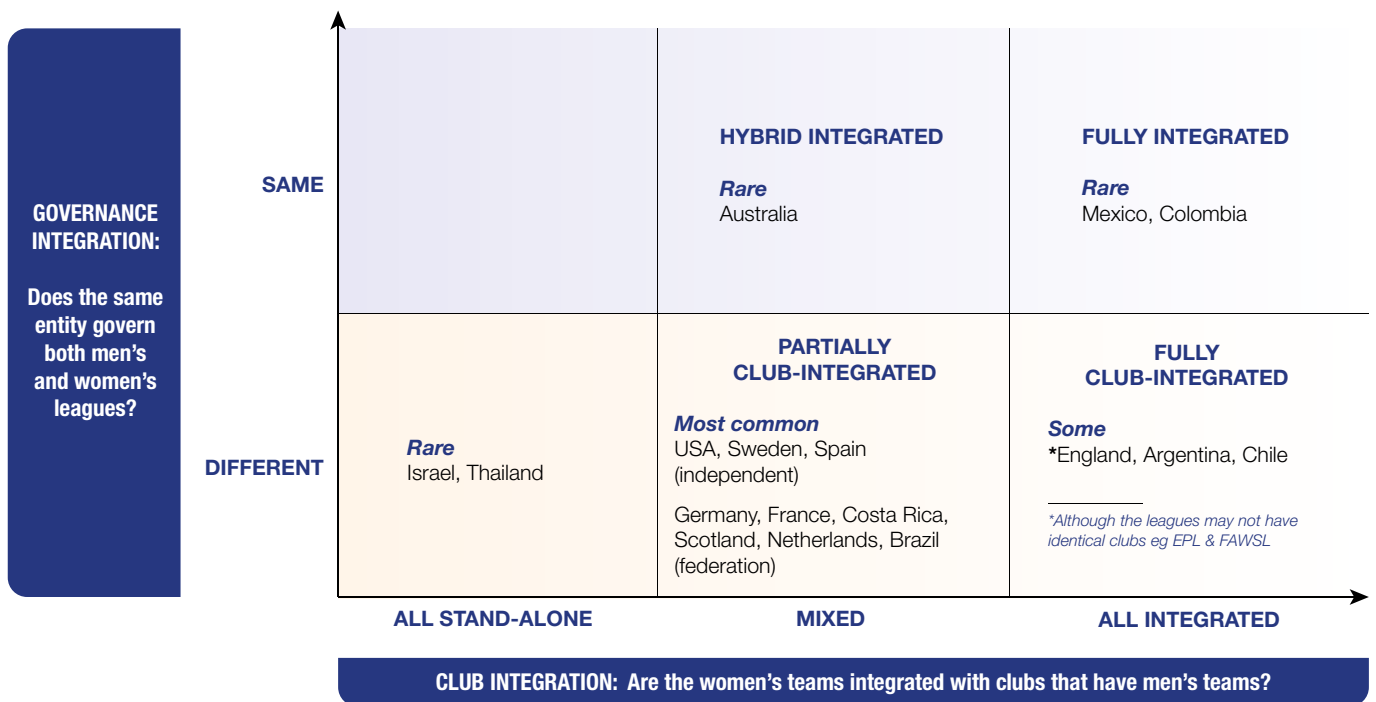 GOVERNANCE
INTEGRATION:
Does the same
entity govern
both men's
and women's
leagues?
SAME
DIFFERENT
HYBRID INTEGRATED
Rare
Australia
FULLY INTEGRATED
Rare
Mexico, Colombia
Rare
Israel, Thailand
PARTIALLY
CLUB-INTEGRATED
Most common
USA, Sweden, Spain
(independent)
Germany, France, Costa Rica,
Scotland, Netherlands, Brazil
(federation)
FULLY
CLUB-INTEGRATED
Some
*England, Argentina, Chile
*Although the leagues may not have
identical clubs eg EPL & FAWSL
ALL STAND-ALONE
MIXED
ALL INTEGRATED
CLUB INTEGRATION: Are the women's teams integrated with clubs that have men's teams?